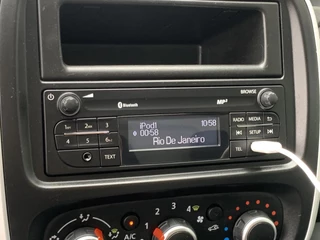 BROWSE
Bluetooth
MP3
iPod1 10:58
00:58
Rio De Janeiro
1 2 3
4 5 6
TEXT
RADIO MEDIA
SETUP
TEL
A/C